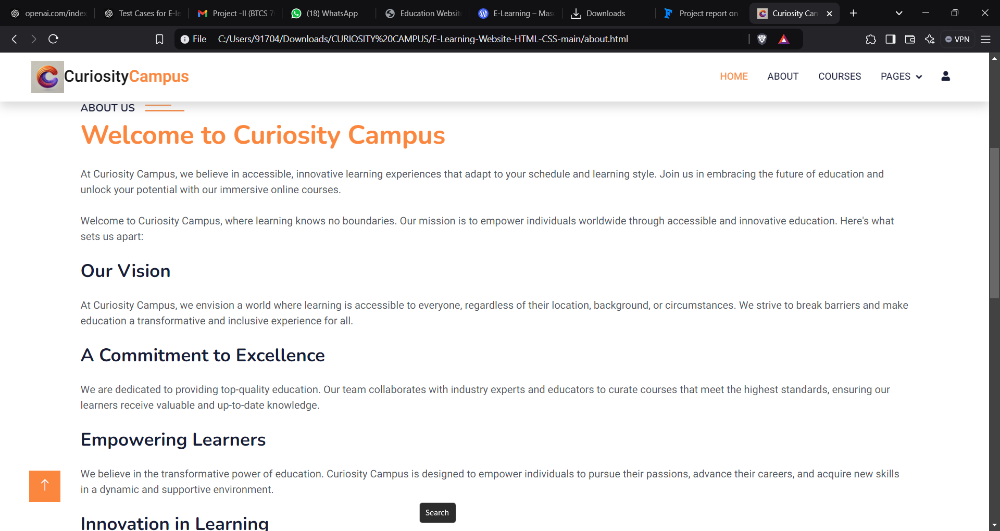 openai.com/index
Test Cases for E-le
Project -II (BTCS 7
(18) WhatsApp
Education Websit
E-Learning – Mas
Downloads
Project report on
Curiosity Cam
File C:/Users/91704/Downloads/CURIOSITY%20CAMPUS/E-Learning-Website-HTML-CSS-main/about.html
VPN
CuriosityCampus
HOME ABOUT COURSES PAGES
ABOUT US
Welcome to Curiosity Campus
At Curiosity Campus, we believe in accessible, innovative learning experiences that adapt to your schedule and learning style. Join us in embracing the future of education and
unlock your potential with our immersive online courses.
Welcome to Curiosity Campus, where learning knows no boundaries. Our mission is to empower individuals worldwide through accessible and innovative education. Here's what
sets us apart:
Our Vision
At Curiosity Campus, we envision a world where learning is accessible to everyone, regardless of their location, background, or circumstances. We strive to break barriers and make
education a transformative and inclusive experience for all.
A Commitment to Excellence
We are dedicated to providing top-quality education. Our team collaborates with industry experts and educators to curate courses that meet the highest standards, ensuring our
learners receive valuable and up-to-date knowledge.
Empowering Learners
We believe in the transformative power of education. Curiosity Campus is designed to empower individuals to pursue their passions, advance their careers, and acquire new skills
in a dynamic and supportive environment.
Search
Innovation in Learning